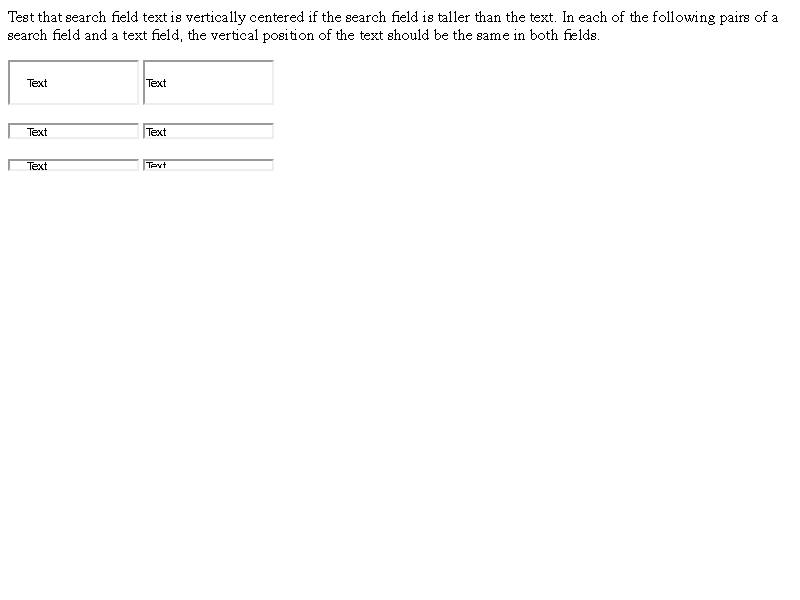 Test that search field text is vertically centered if the search field is taller than the text. In each of the following pairs of a
search field and a text field, the vertical position of the text should be the same in both fields.
Text Text
Text Text
Text Text